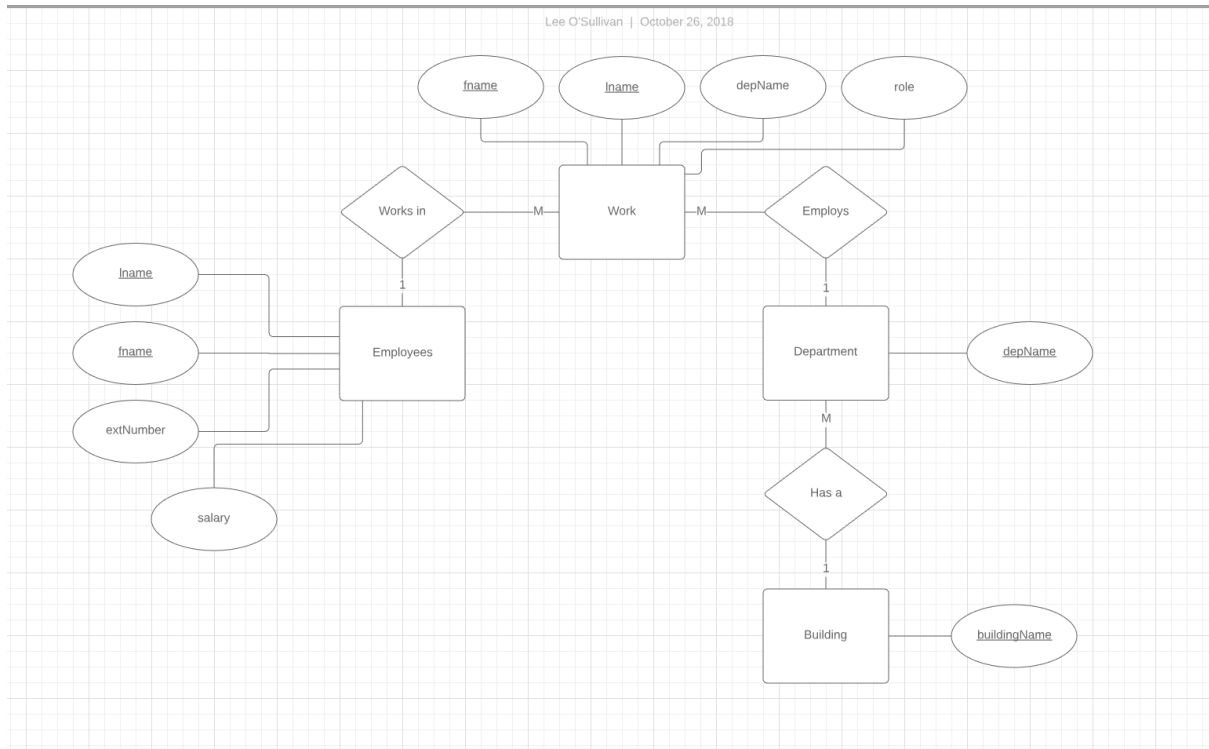 Lee O'Sullivan | October 26, 2018
fname
lname
depName
role
Works in
M
Work
M
Employs
1
1
lname
fname
extNumber
salary
Employees
Department
depName
M
Has a
1
Building
buildingName